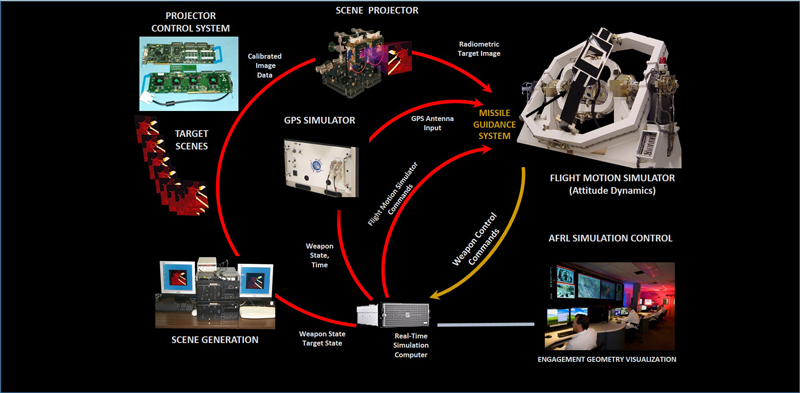 PROJECTOR
CONTROL SYSTEM
SCENE PROJECTOR
Calibrated
Image
Data
Radiometric
Target Image
TARGET
SCENES
GPS SIMULATOR
GPS Antenna
Input
MISSILE
GUIDANCE
SYSTEM
FLIGHT MOTION SIMULATOR
(Attitude Dynamics)
Flight Motion Simulator
Commands
Weapon Control
Commands
Weapon
State,
Time
AFRL SIMULATION CONTROL
SCENE GENERATION
Weapon State
Target State
Real-Time
Simulation
Computer
ENGAGEMENT GEOMETRY VISUALIZATION